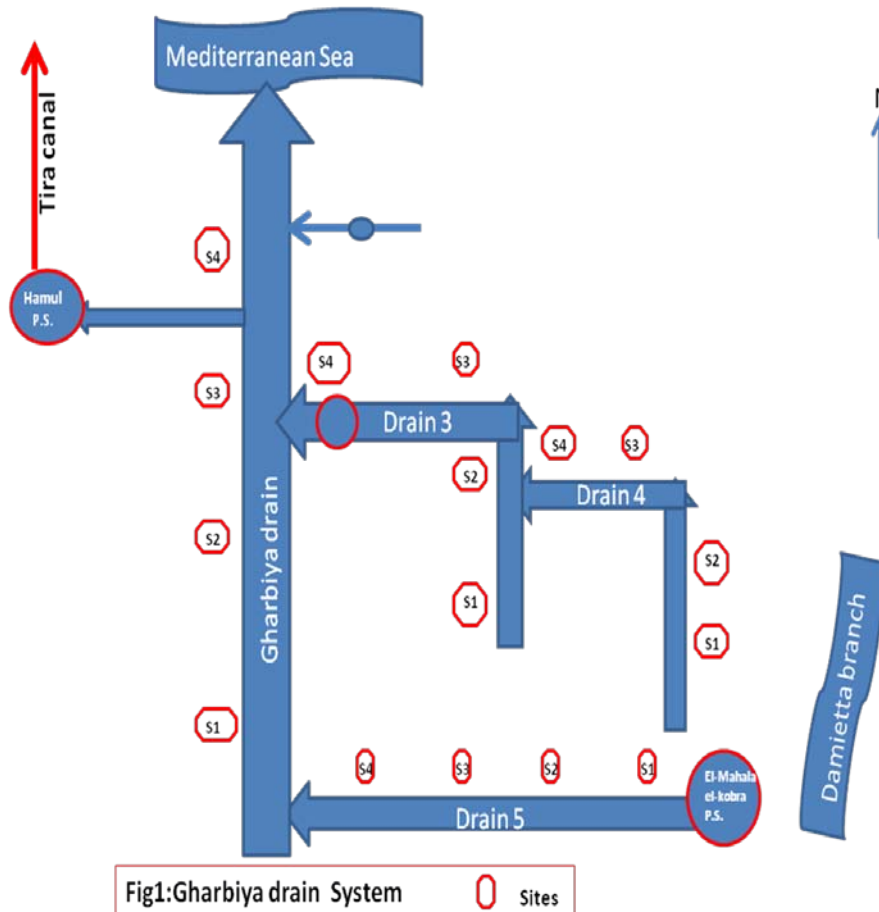 Mediterranean Sea
Tira canal
N
S4
Hamul
P.S.
S3
S4
S3
Drain 3
S4
S3
S2
Drain 4
S2
S2
S1
S1
Gharbiya drain
Damietta branch
S1
S4
S3
S2
S1
El-Mahala
el-kobra
P.S.
Drain 5
Fig1:Gharbiya drain System
Sites